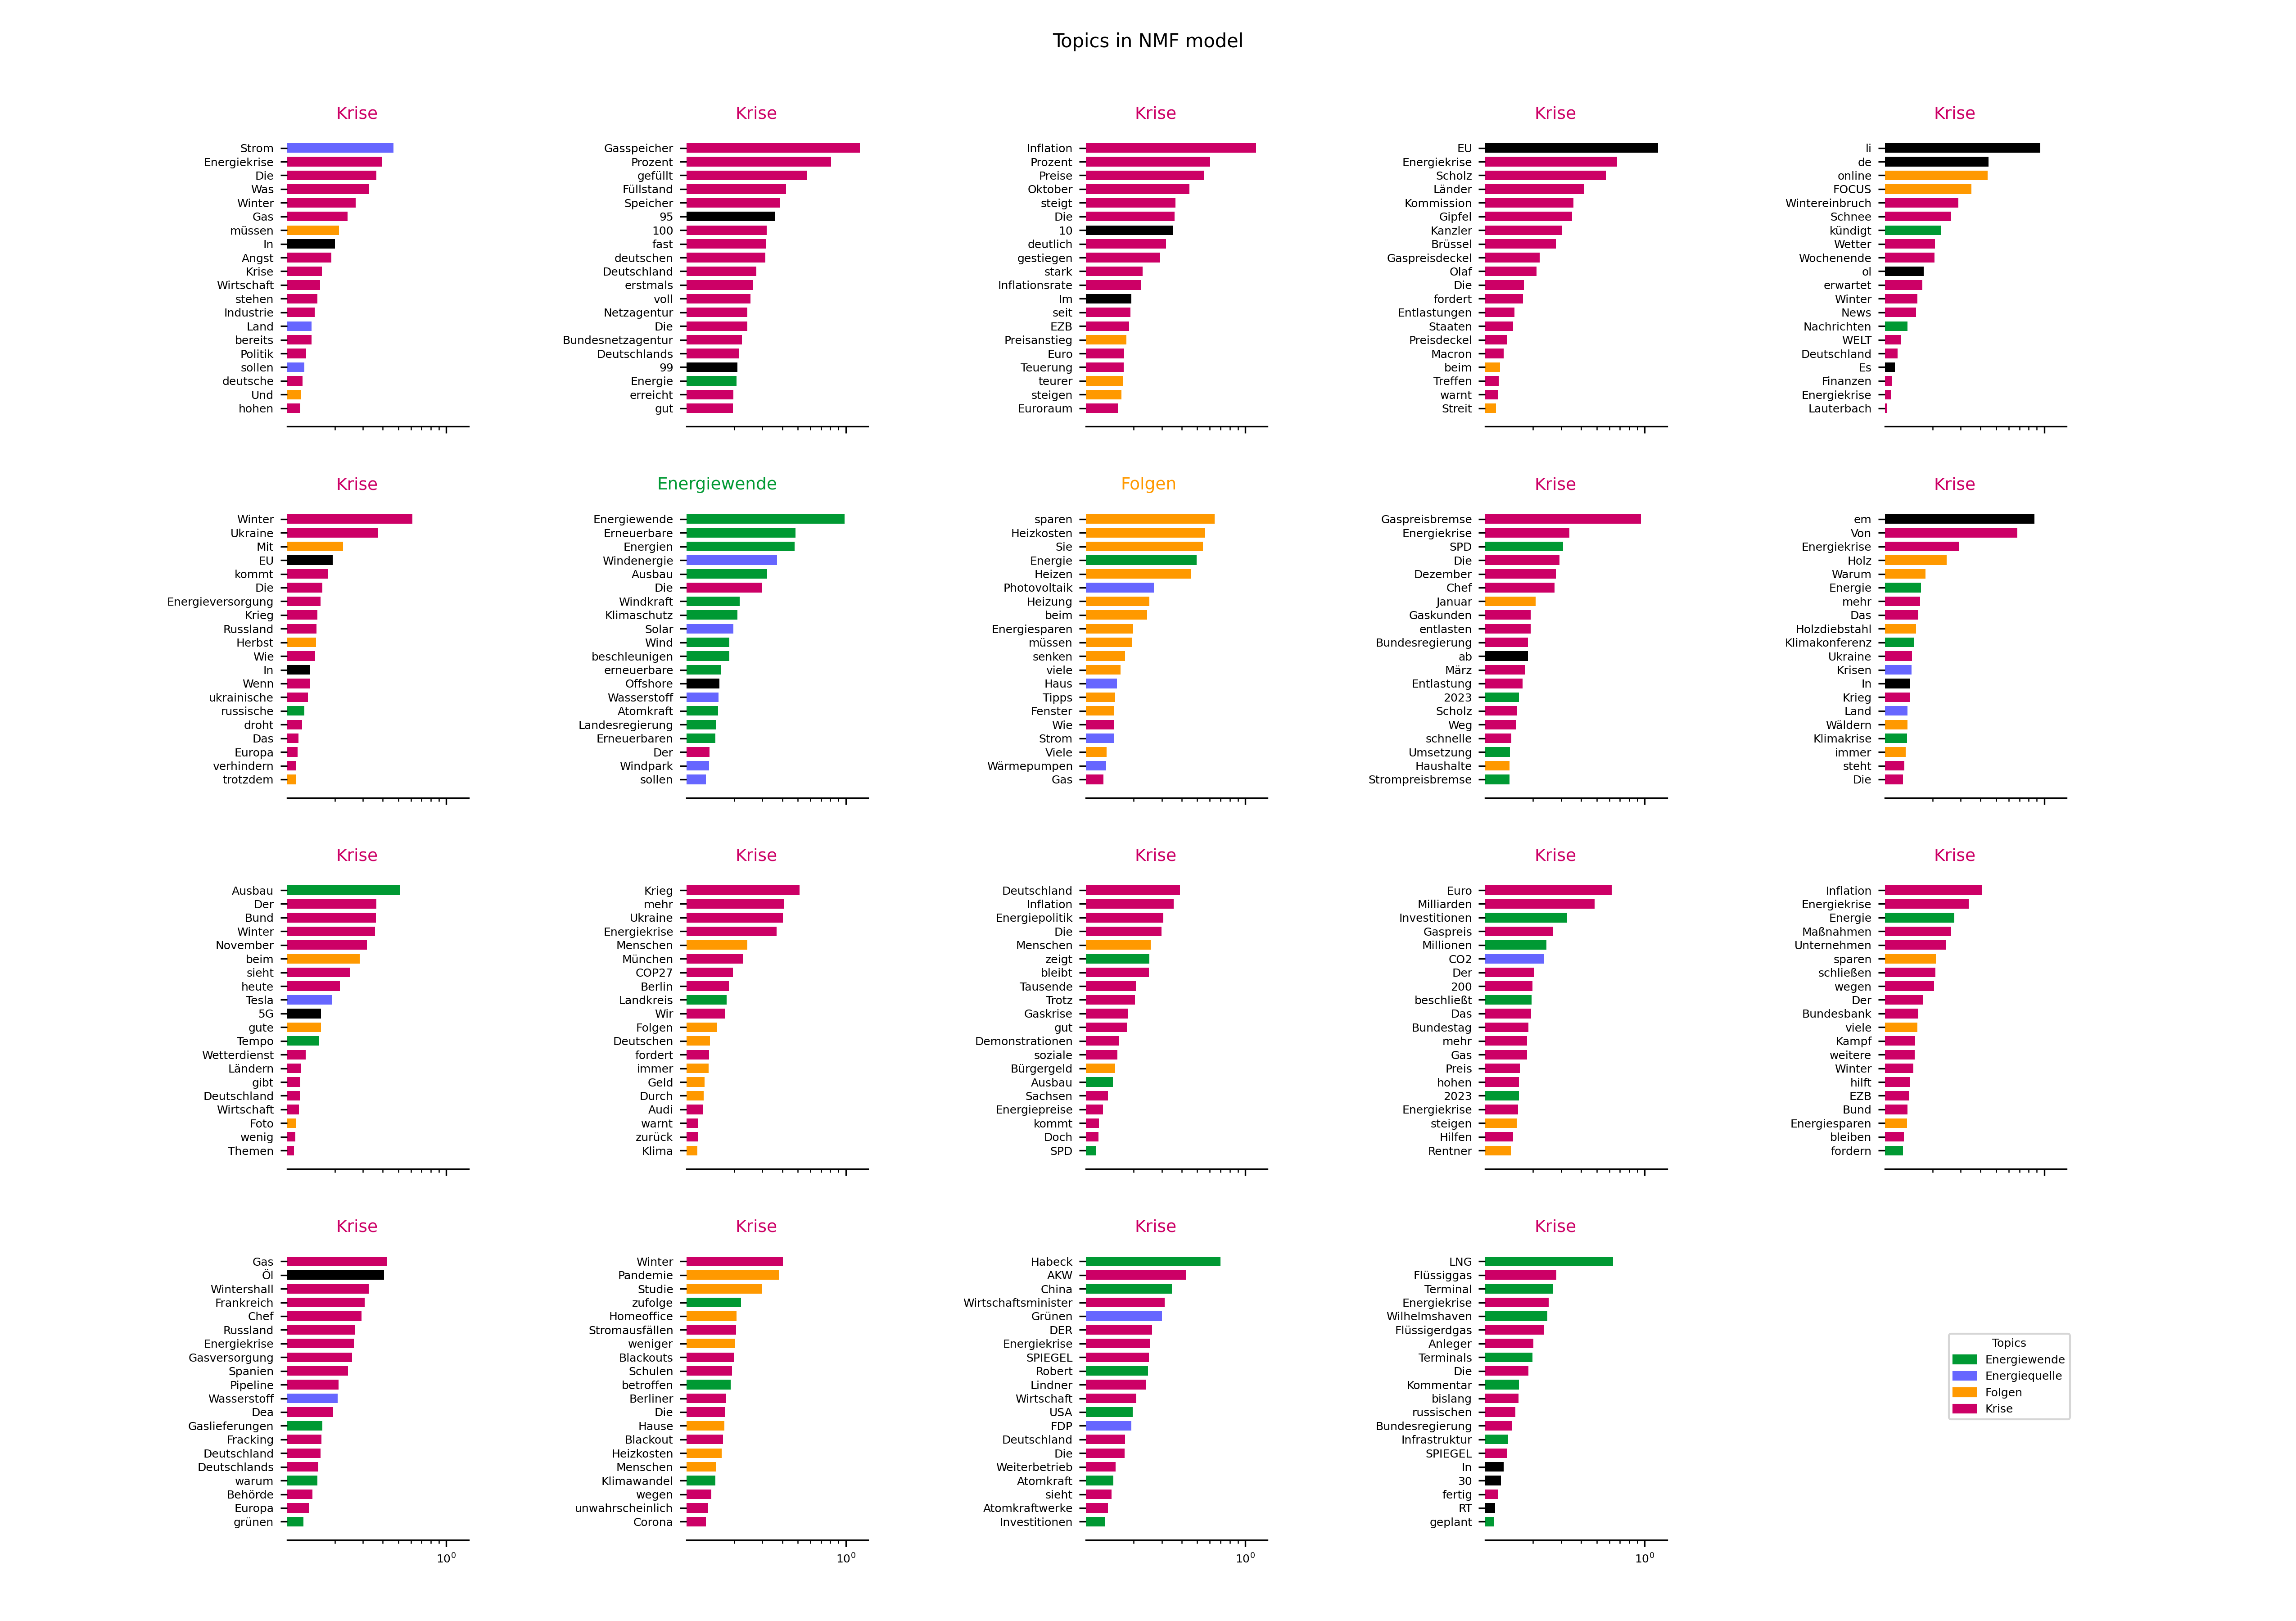 Topics in NMF model
Krise
Strom
Energiekrise
Die
Was
Winter
Gas
müssen
In
Angst
Krise
Wirtschaft
stehen
Industrie
Land
bereits
Politik
sollen
deutsche
Und
hohen
Krise
Gasspeicher
Prozent
gefüllt
Füllstand
Speicher
95
100
fast
deutschen
Deutschland
erstmals
voll
Netzagentur
Die
Bundesnetzagentur
Deutschlands
99
Energie
erreicht
gut
Krise
Inflation
Prozent
Preise
Oktober
steigt
Die
10
deutlich
gestiegen
stark
Inflationsrate
Im
seit
EZB
Preisanstieg
Euro
Teuerung
teurer
steigen
Euroraum
Krise
EU
Energiekrise
Scholz
Länder
Kommission
Gipfel
Kanzler
Brüssel
Gaspreisdeckel
Olaf
Die
fordert
Entlastungen
Staaten
Preisdeckel
Macron
beim
Treffen
warnt
Streit
Krise
li
de
online
FOCUS
Wintereinbruch
Schnee
kündigt
Wetter
Wochenende
ol
erwartet
Winter
News
Nachrichten
WELT
Deutschland
Es
Finanzen
Energiekrise
Lauterbach
Krise
Winter
Ukraine
Mit
EU
kommt
Die
Energieversorgung
Krieg
Russland
Herbst
Wie
In
Wenn
ukrainische
russische
droht
Das
Europa
verhindern
trotzdem
Energiewende
Energiewende
Erneuerbare
Energien
Windenergie
Ausbau
Die
Windkraft
Klimaschutz
Solar
Wind
beschleunigen
erneuerbare
Offshore
Wasserstoff
Atomkraft
Landesregierung
Erneuerbaren
Der
Windpark
sollen
Folgen
sparen
Heizkosten
Sie
Energie
Heizen
Photovoltaik
Heizung
beim
Energiesparen
müssen
senken
viele
Haus
Tipps
Fenster
Wie
Strom
Viele
Wärmepumpen
Gas
Krise
Gaspreisbremse
Energiekrise
SPD
Die
Dezember
Chef
Januar
Gaskunden
entlasten
Bundesregierung
ab
März
Entlastung
2023
Scholz
Weg
schnelle
Umsetzung
Haushalte
Strompreisbremse
Krise
em
Von
Energiekrise
Holz
Warum
Energie
mehr
Das
Holzdiebstahl
Klimakonferenz
Ukraine
Krisen
In
Krieg
Land
Wäldern
Klimakrise
immer
steht
Die
Krise
Ausbau
Der
Bund
Winter
November
beim
sieht
heute
Tesla
5G
gute
Tempo
Wetterdienst
Ländern
gibt
Deutschland
Wirtschaft
Foto
wenig
Themen
Krise
Krieg
mehr
Ukraine
Energiekrise
Menschen
München
COP27
Berlin
Landkreis
Wir
Folgen
Deutschen
fordert
immer
Geld
Durch
Audi
warnt
zurück
Klima
Krise
Deutschland
Inflation
Energiepolitik
Die
Menschen
zeigt
bleibt
Tausende
Trotz
Gaskrise
gut
Demonstrationen
soziale
Bürgergeld
Ausbau
Sachsen
Energiepreise
kommt
Doch
SPD
Krise
Euro
Milliarden
Investitionen
Gaspreis
Millionen
CO2
Der
200
beschließt
Das
Bundestag
mehr
Gas
Preis
hohen
2023
Energiekrise
steigen
Hilfen
Rentner
Krise
Inflation
Energiekrise
Energie
Maßnahmen
Unternehmen
sparen
schließen
wegen
Der
Bundesbank
viele
Kampf
weitere
Winter
hilft
EZB
Bund
Energiesparen
bleiben
fordern
Krise
Gas
Öl
Wintershall
Frankreich
Chef
Russland
Energiekrise
Gasversorgung
Spanien
Pipeline
Wasserstoff
Dea
Gaslieferungen
Fracking
Deutschland
Deutschlands
warum
Behörde
Europa
grünen
10⁰
Krise
Winter
Pandemie
Studie
zufolge
Homeoffice
Stromausfällen
weniger
Blackouts
Schulen
betroffen
Berliner
Die
Hause
Blackout
Heizkosten
Menschen
Klimawandel
wegen
unwahrscheinlich
Corona
10⁰
Krise
Habeck
AKW
China
Wirtschaftsminister
Grünen
DER
Energiekrise
SPIEGEL
Robert
Lindner
Wirtschaft
USA
FDP
Deutschland
Die
Weiterbetrieb
Atomkraft
sieht
Atomkraftwerke
Investitionen
10⁰
Krise
LNG
Flüssiggas
Terminal
Energiekrise
Wilhelmshaven
Flüssigerdgas
Anleger
Terminals
Die
Kommentar
bislang
russischen
Bundesregierung
Infrastruktur
SPIEGEL
In
30
fertig
RT
geplant
10⁰
Topics
Energiewende
Energiequelle
Folgen
Krise